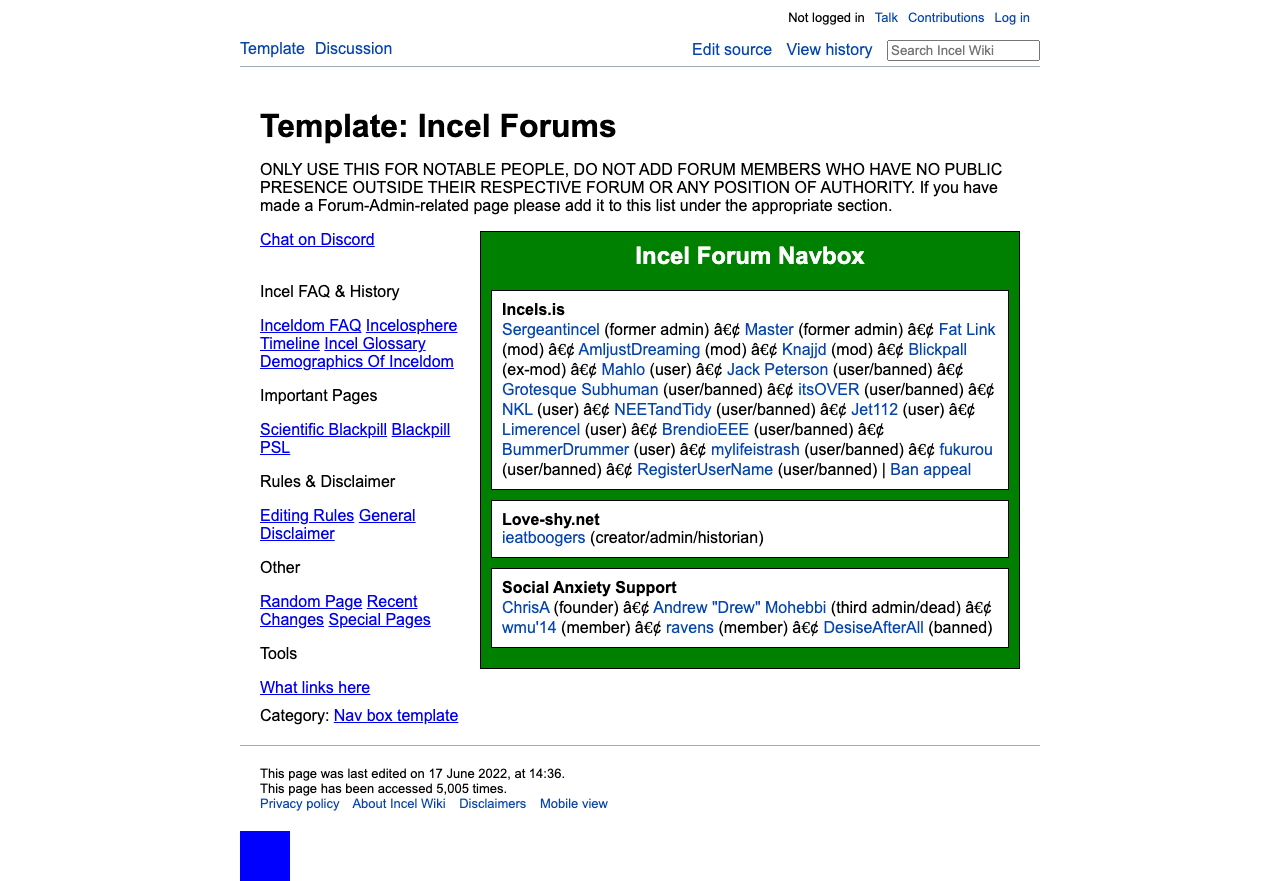 Not logged in Talk Contributions Log in
Template Discussion Edit source View history Search Incel Wiki
Template: Incel Forums
ONLY USE THIS FOR NOTABLE PEOPLE, DO NOT ADD FORUM MEMBERS WHO HAVE NO PUBLIC
PRESENCE OUTSIDE THEIR RESPECTIVE FORUM OR ANY POSITION OF AUTHORITY. If you have
made a Forum-Admin-related page please add it to this list under the appropriate section.
Chat on Discord
Incel FAQ & History
Inceldom FAQ Incelosphere
Timeline Incel Glossary
Demographics Of Inceldom
Important Pages
Scientific Blackpill Blackpill
PSL
Rules & Disclaimer
Editing Rules General
Disclaimer
Other
Random Page Recent
Changes Special Pages
Tools
What links here
Category: Nav box template
Incel Forum Navbox
Incels.is
Sergeantincel (former admin) â€¢ Master (former admin) â€¢ Fat Link
(mod) â€¢ AmljustDreaming (mod) â€¢ Knajjd (mod) â€¢ Blickpall
(ex-mod) â€¢ Mahlo (user) â€¢ Jack Peterson (user/banned) â€¢
Grotesque Subhuman (user/banned) â€¢ itsOVER (user/banned) â€¢
NKL (user) â€¢ NEETandTidy (user/banned) â€¢ Jet112 (user) â€¢
Limerencel (user) â€¢ BrendioEEE (user/banned) â€¢
BummerDrummer (user) â€¢ mylifeistrash (user/banned) â€¢ fukurou
(user/banned) â€¢ RegisterUserName (user/banned) | Ban appeal
Love-shy.net
ieatboogers (creator/admin/historian)
Social Anxiety Support
ChrisA (founder) â€¢ Andrew "Drew" Mohebbi (third admin/dead) â€¢
wmu'14 (member) â€¢ ravens (member) â€¢ DesiseAfterAll (banned)
This page was last edited on 17 June 2022, at 14:36.
This page has been accessed 5,005 times.
Privacy policy About Incel Wiki Disclaimers Mobile view